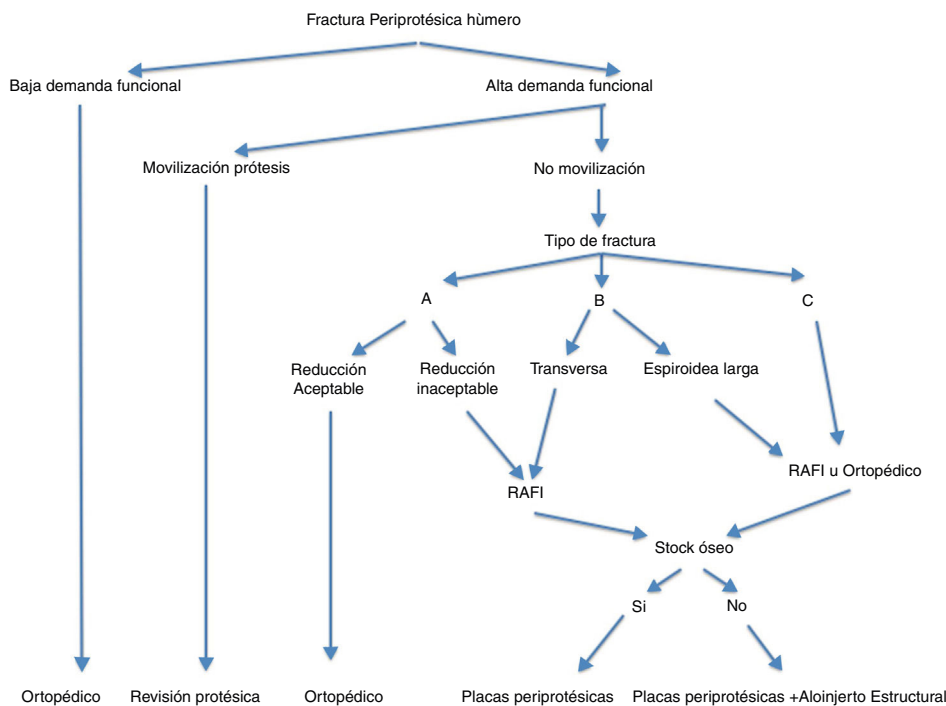 Fractura Periprotésica hùmero
Baja demanda funcional
Alta demanda funcional
Movilización prótesis
No movilización
Tipo de fractura
A
B
C
Reducción
Aceptable
Reducción
inaceptable
Transversa
Espiroidea larga
RAFI
RAFI u Ortopédico
Stock óseo
Si
No
Ortopédico
Revisión protésica
Ortopédico
Placas periprotésicas
Placas periprotésicas +Aloinjerto Estructural